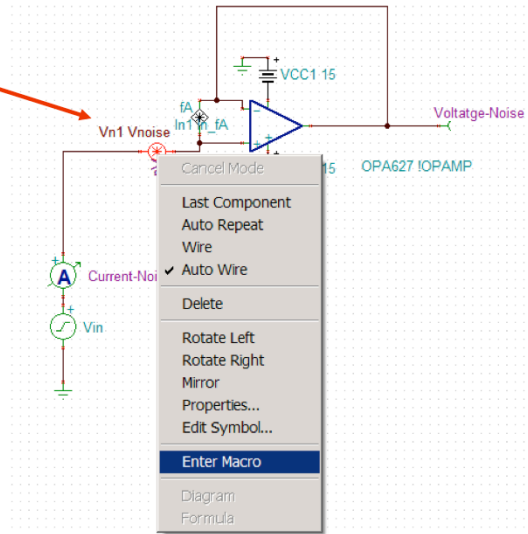 VCC1 15
fA
In1 in_fA
Voltatge-Noise
Vn1 Vnoise
15
OPA627 !OPAMP
Cancel Mode
Last Component
Auto Repeat
Wire
✓ Auto Wire
A
Current-Noi
Delete
Vin
Rotate Left
Rotate Right
Mirror
Properties...
Edit Symbol...
Enter Macro
Diagram
Formula